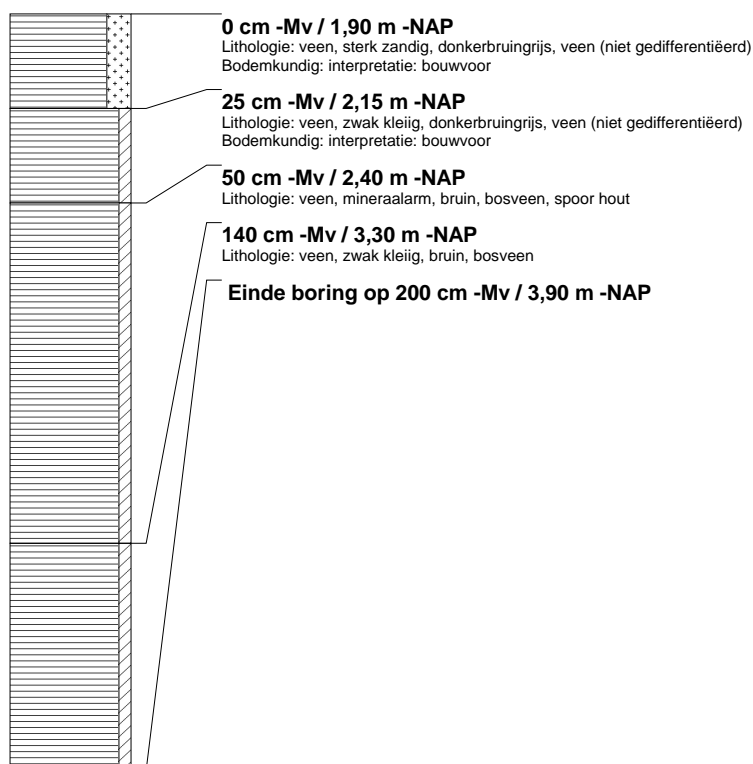 0 cm -Mv / 1,90 m -NAP
Lithologie: veen, sterk zandig, donkerbruingrijs, veen (niet gedifferentiëerd)
Bodemkundig: interpretatie: bouwvoor
25 cm -Mv / 2,15 m -NAP
Lithologie: veen, zwak kleiig, donkerbruingrijs, veen (niet gedifferentiëerd)
Bodemkundig: interpretatie: bouwvoor
50 cm -Mv / 2,40 m -NAP
Lithologie: veen, mineraalarm, bruin, bosveen, spoor hout
140 cm -Mv / 3,30 m -NAP
Lithologie: veen, zwak kleiig, bruin, bosveen
Einde boring op 200 cm -Mv / 3,90 m -NAP